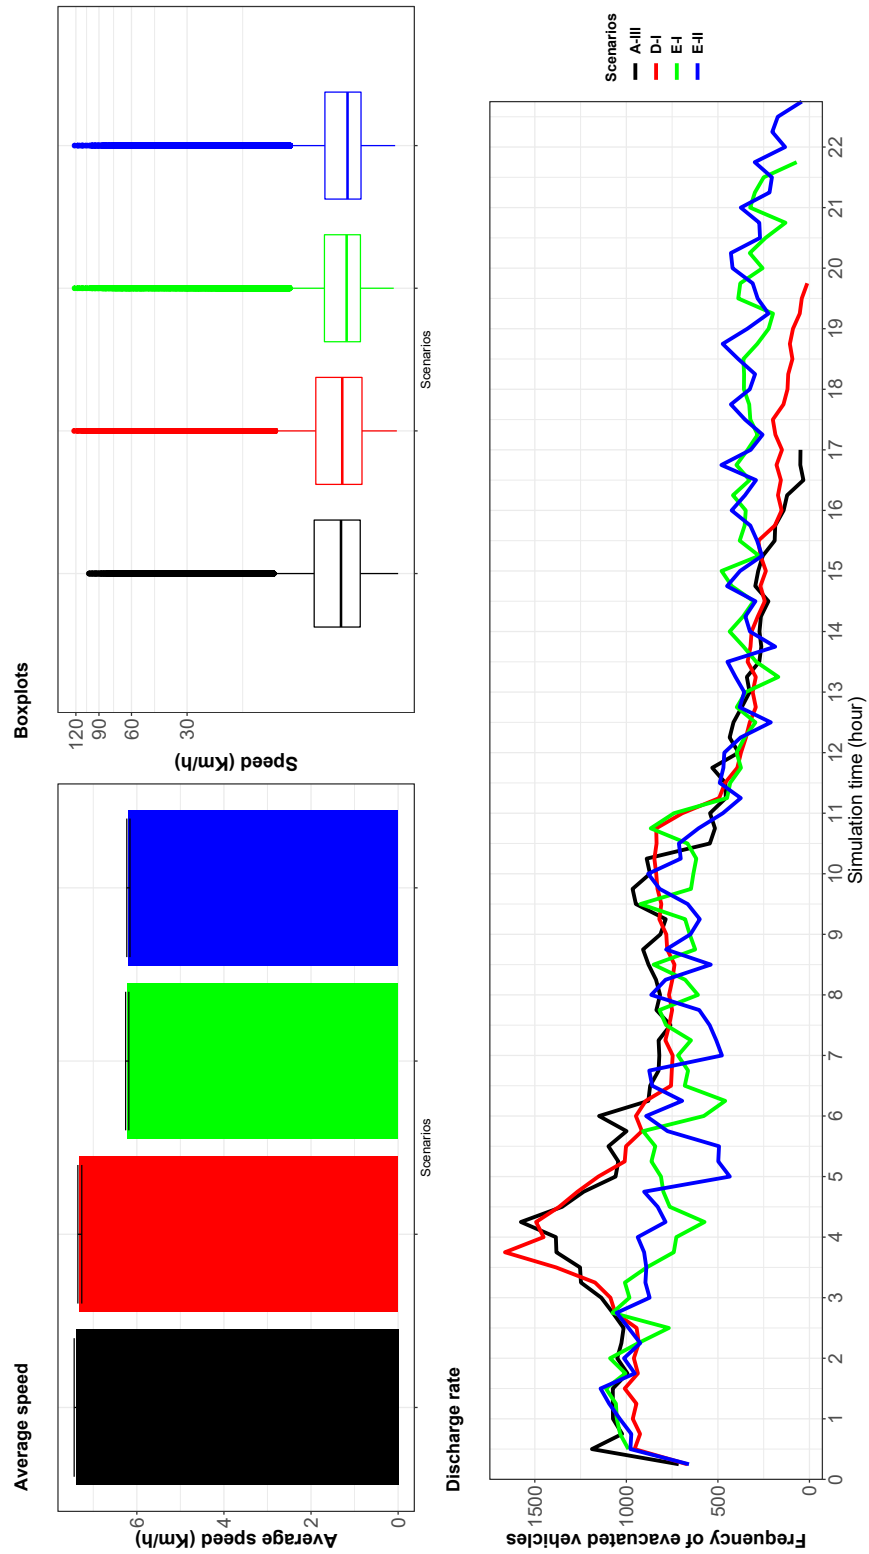 Average speed
Average speed (Km/h)
6
4
2
0
Scenarios
Boxplots
Speed (Km/h)
120
90
60
30
Scenarios
Discharge rate
Frequency of evacuated vehicles
1500
1000
500
0
0 1 2 3 4 5 6 7 8 9 10 11 12 13 14 15 16 17 18 19 20 21 22
Simulation time (hour)
Scenarios
A-III
D-I
E-I
E-II